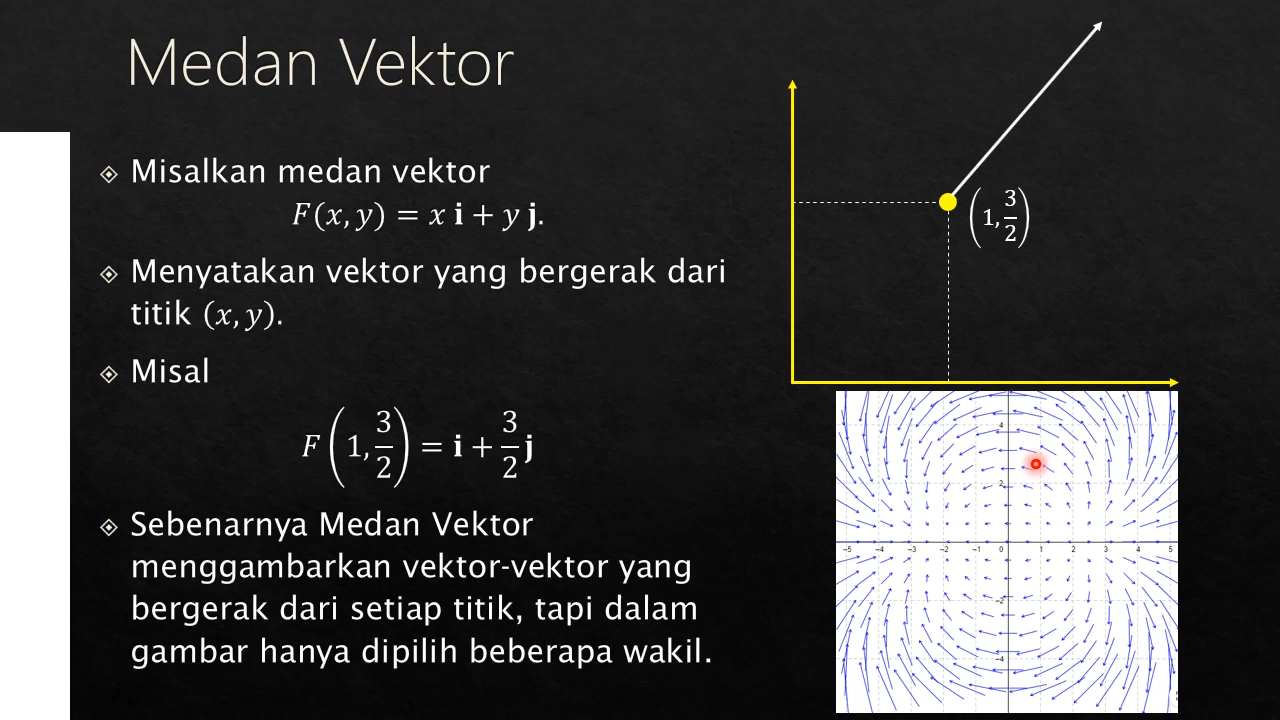 Medan Vektor
Misalkan medan vektor
F(x, y) = x i + y j.
Menyatakan vektor yang bergerak dari
titik (x, y).
Misal
F(1, 3/2) = i + 3/2 j
Sebenarnya Medan Vektor
menggambarkan vektor-vektor yang
bergerak dari setiap titik, tapi dalam
gambar hanya dipilih beberapa wakil.
(1, 3/2)
4
2
−5 −4 −3 −2 −1 0 1 2 3 4 5
−2
−4